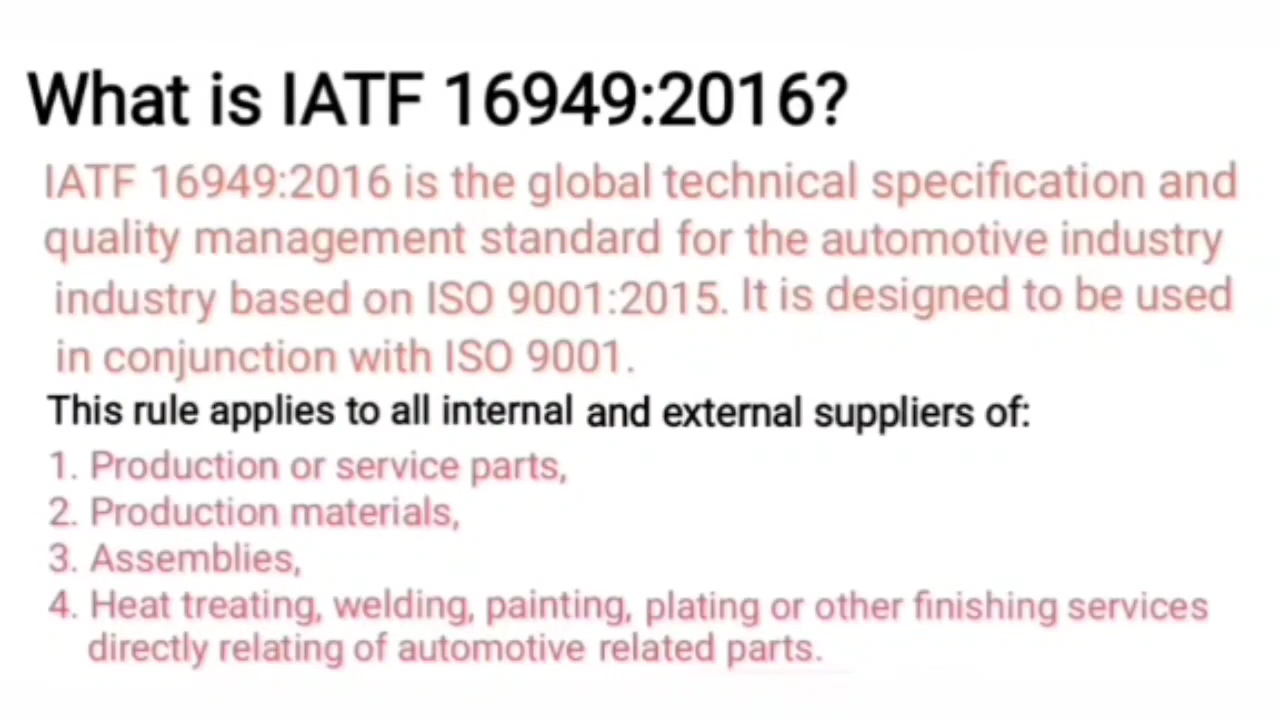 What is IATF 16949:2016?
IATF 16949:2016 is the global technical specification and
quality management standard for the automotive industry
industry based on ISO 9001:2015. It is designed to be used
in conjunction with ISO 9001.
This rule applies to all internal and external suppliers of:
1. Production or service parts,
2. Production materials,
3. Assemblies,
4. Heat treating, welding, painting, plating or other finishing services
directly relating of automotive related parts.